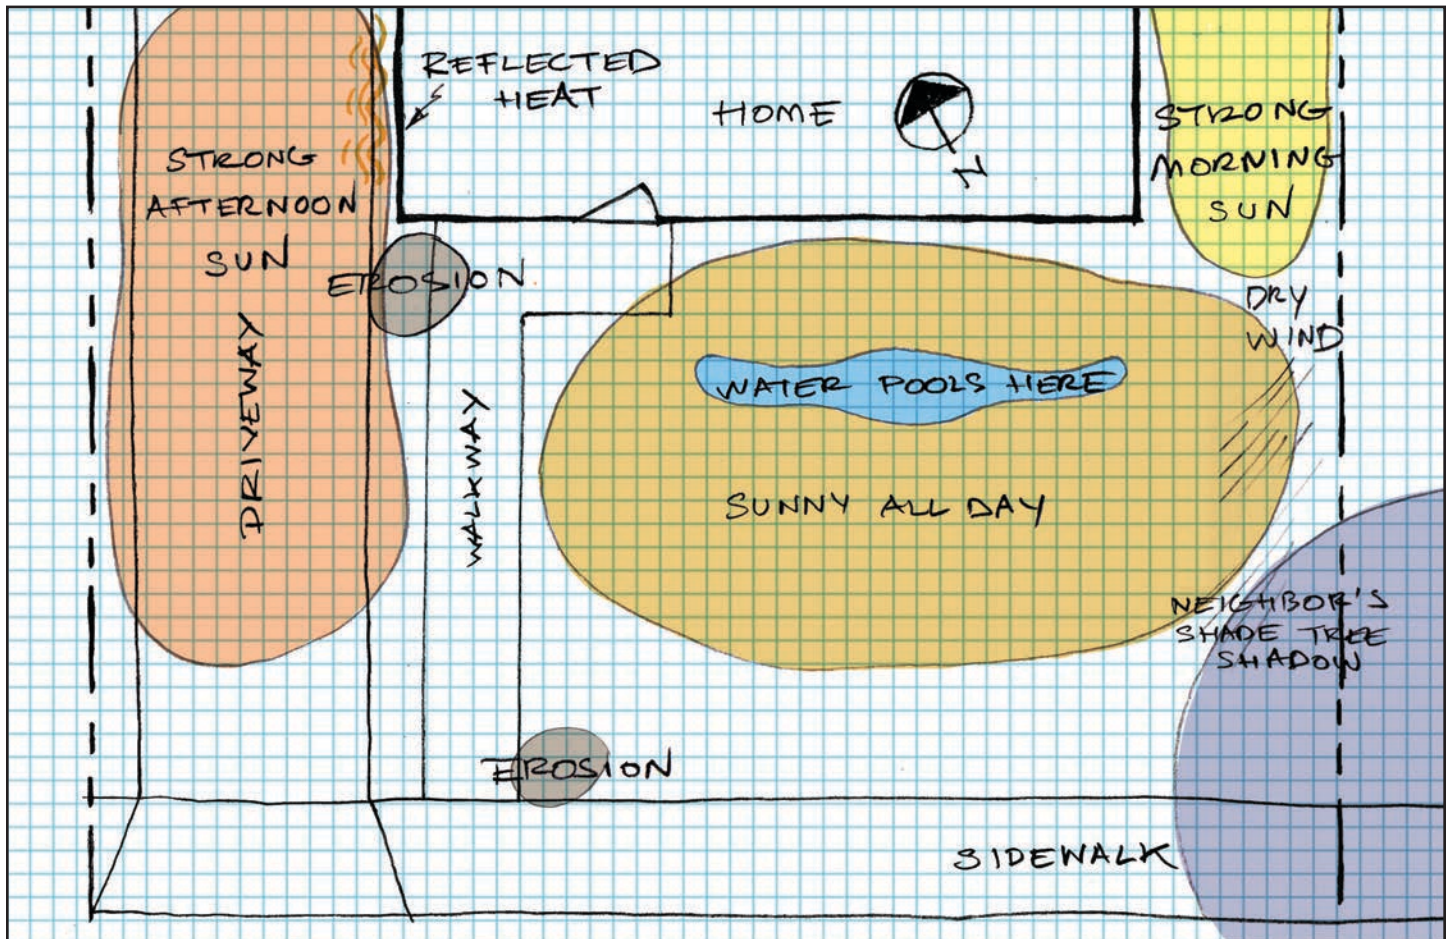 REFLECTED
HEAT
HOME
N
STRONG
MORNING
SUN
STRONG
AFTERNOON
SUN
EROSION
DRY
WIND
DRIVEWAY
WALKWAY
WATER POOLS HERE
SUNNY ALL DAY
NEIGHBOR'S
SHADE TREE
SHADOW
EROSION
SIDEWALK